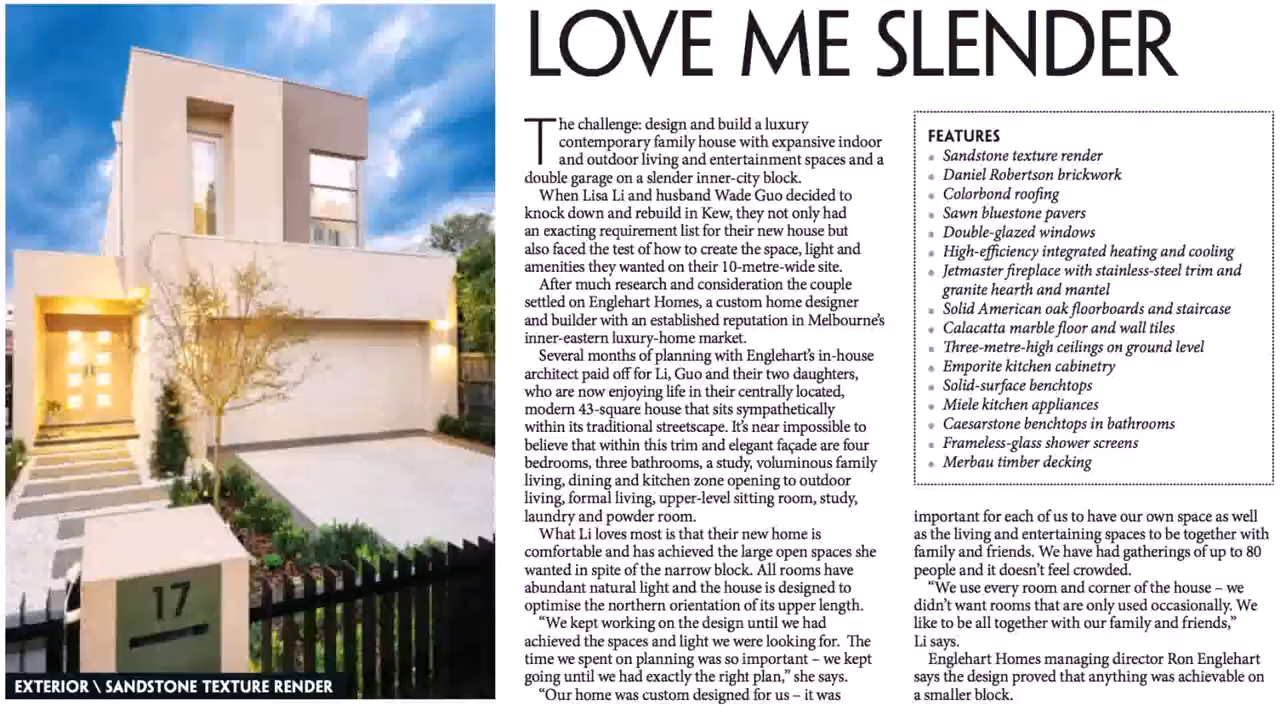 LOVE ME SLENDER
The challenge: design and build a luxury
contemporary family house with expansive indoor
and outdoor living and entertainment spaces and a
double garage on a slender inner-city block.
When Lisa Li and husband Wade Guo decided to
knock down and rebuild in Kew, they not only had
an exacting requirement list for their new house but
also faced the test of how to create the space, light and
amenities they wanted on their 10-metre-wide site.
After much research and consideration the couple
settled on Englehart Homes, a custom home designer
and builder with an established reputation in Melbourne's
inner-eastern luxury-home market.
Several months of planning with Englehart's in-house
architect paid off for Li, Guo and their two daughters,
who are now enjoying life in their centrally located,
modern 43-square house that sits sympathetically
within its traditional streetscape. It's near impossible to
believe that within this trim and elegant façade are four
bedrooms, three bathrooms, a study, voluminous family
living, dining and kitchen zone opening to outdoor
living, formal living, upper-level sitting room, study,
laundry and powder room.
What Li loves most is that their new home is
comfortable and has achieved the large open spaces she
wanted in spite of the narrow block. All rooms have
abundant natural light and the house is designed to
optimise the northern orientation of its upper length.
"We kept working on the design until we had
achieved the spaces and light we were looking for. The
time we spent on planning was so important – we kept
going until we had exactly the right plan," she says.
"Our home was custom designed for us – it was
FEATURES
Sandstone texture render
Daniel Robertson brickwork
Colorbond roofing
Sawn bluestone pavers
Double-glazed windows
High-efficiency integrated heating and cooling
Jetmaster fireplace with stainless-steel trim and
granite hearth and mantel
Solid American oak floorboards and staircase
Calacatta marble floor and wall tiles
Three-metre-high ceilings on ground level
Emporite kitchen cabinetry
Solid-surface benchtops
Miele kitchen appliances
Caesarstone benchtops in bathrooms
Frameless-glass shower screens
Merbau timber decking
important for each of us to have our own space as well
as the living and entertaining spaces to be together with
family and friends. We have had gatherings of up to 80
people and it doesn't feel crowded.
"We use every room and corner of the house – we
didn't want rooms that are only used occasionally. We
like to be all together with our family and friends,"
Li says.
Englehart Homes managing director Ron Englehart
says the design proved that anything was achievable on
a smaller block.
17
EXTERIOR \ SANDSTONE TEXTURE RENDER